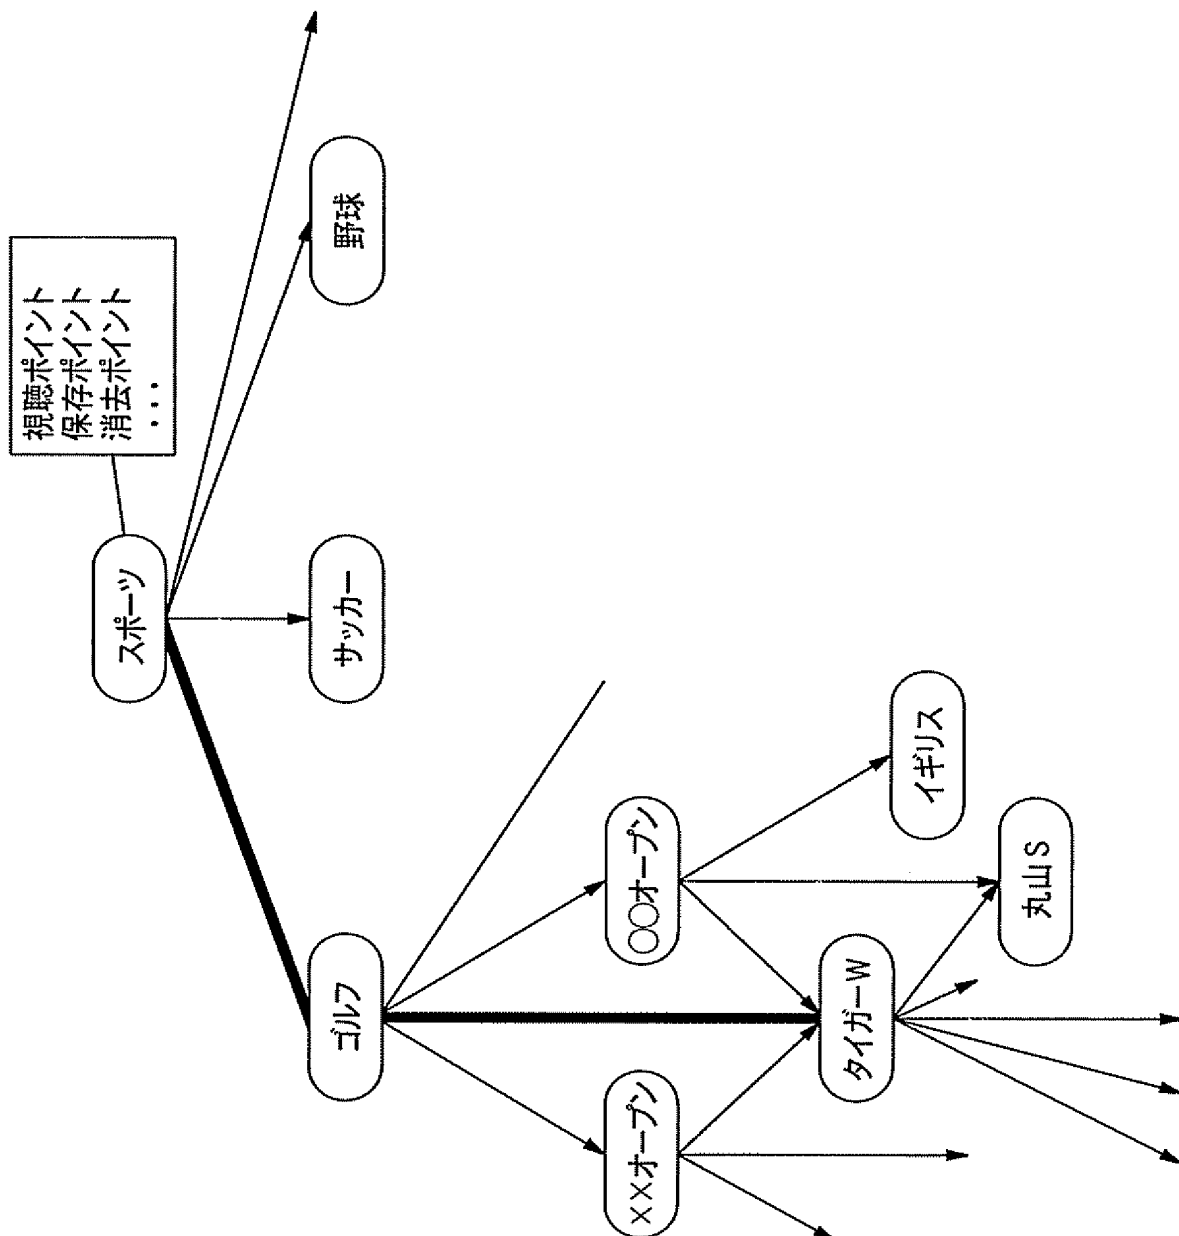 視聴ポイント
保存ポイント
消去ポイント
・・・
スポーツ
ゴルフ
サッカー
野球
××オープン
○○オープン
タイガーW
丸山S
イギリス